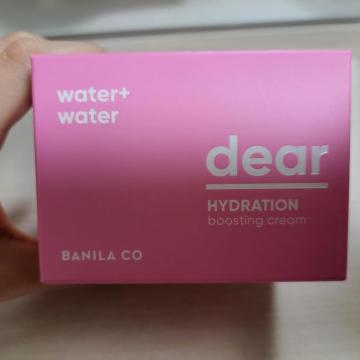 water+
water
dear
HYDRATION
boosting cream
BANILA CO